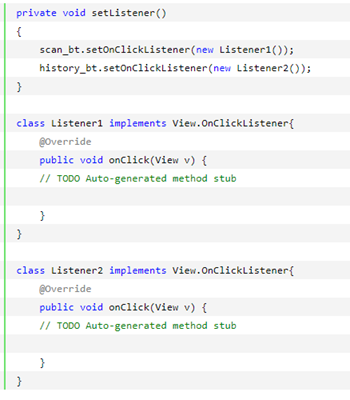 private void setListener()
{
scan_bt.setOnClickListener(new Listener1());
history_bt.setOnClickListener(new Listener2());
}
class Listener1 implements View.OnClickListener{
@Override
public void onClick(View v) {
// TODO Auto-generated method stub
}
}
class Listener2 implements View.OnClickListener{
@Override
public void onClick(View v) {
// TODO Auto-generated method stub
}
}